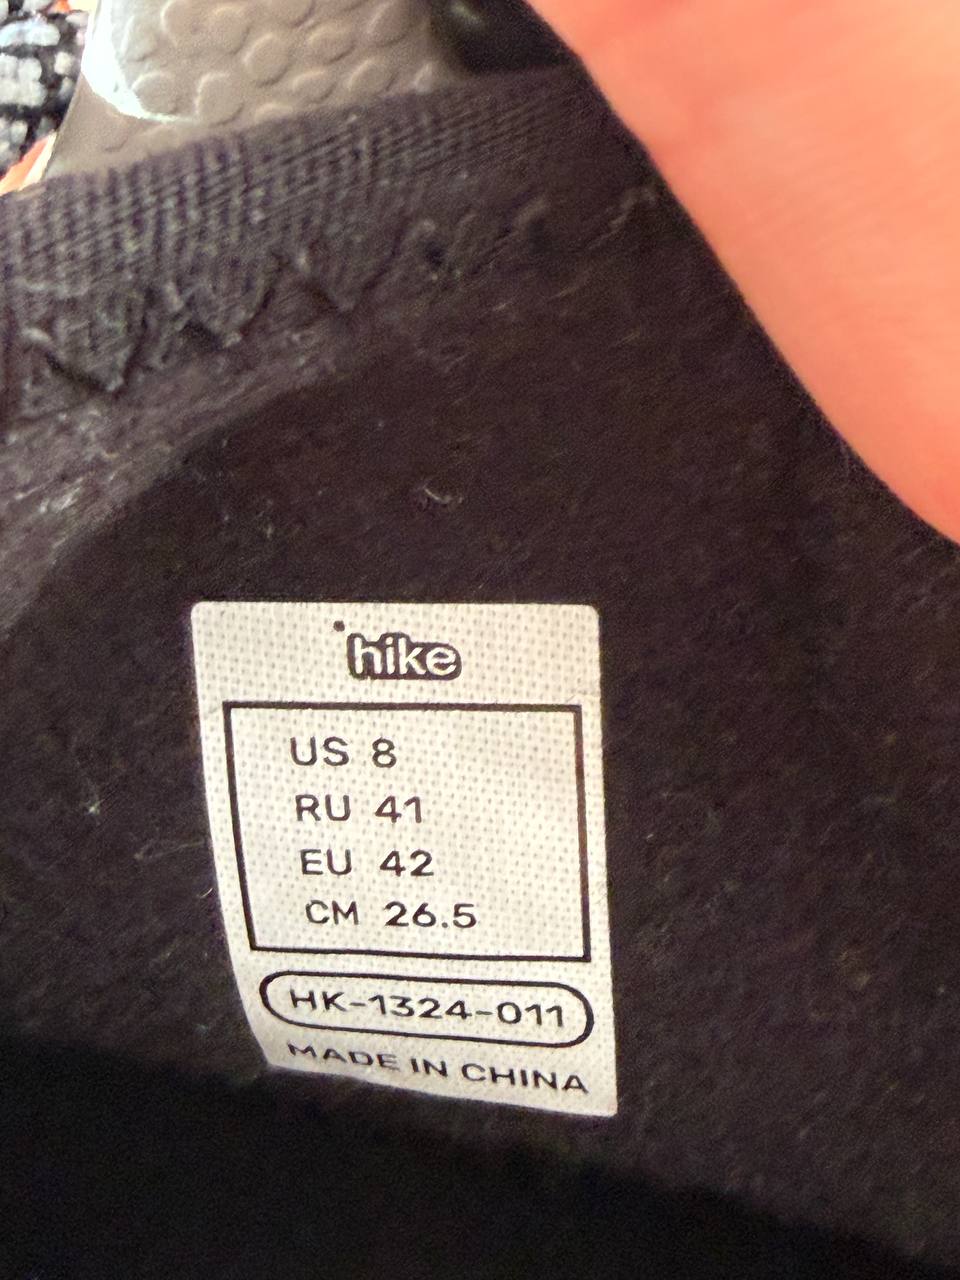 hike
US 8
RU 41
EU 42
CM 26.5
HK-1324-011
MADE IN CHINA